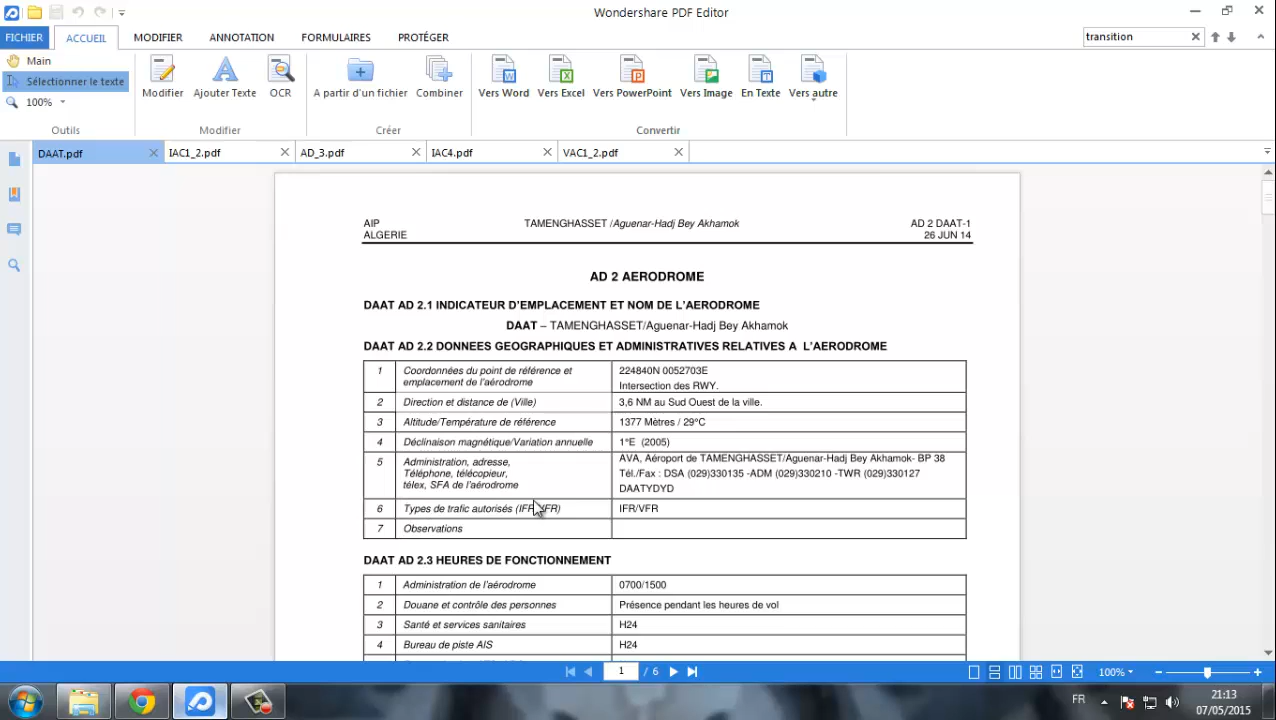 Wondershare PDF Editor
FICHIER ACCUEIL MODIFIER ANNOTATION FORMULAIRES PROTÉGER transition
Main
Sélectionner le texte
100%
Modifier Ajouter Texte OCR A partir d'un fichier Combiner Vers Word Vers Excel Vers PowerPoint Vers Image En Texte Vers autre
Outils Modifier Créer Convertir
DAAT.pdf IAC1_2.pdf AD_3.pdf IAC4.pdf VAC1_2.pdf
AIP TAMENGHASSET /Aguenar-Hadj Bey Akhamok AD 2 DAAT-1
ALGERIE 26 JUN 14
AD 2 AERODROME
DAAT AD 2.1 INDICATEUR D'EMPLACEMENT ET NOM DE L'AERODROME
DAAT – TAMENGHASSET/Aguenar-Hadj Bey Akhamok
DAAT AD 2.2 DONNEES GEOGRAPHIQUES ET ADMINISTRATIVES RELATIVES A L'AERODROME
1 Coordonnées du point de référence et 224840N 0052703E
emplacement de l'aérodrome Intersection des RWY.
2 Direction et distance de (Ville) 3,6 NM au Sud Ouest de la ville.
3 Altitude/Température de référence 1377 Mètres / 29°C
4 Déclinaison magnétique/Variation annuelle 1°E (2005)
5 Administration, adresse, AVA, Aéroport de TAMENGHASSET/Aguenar-Hadj Bey Akhamok- BP 38
Téléphone, télécopieur, Tél./Fax : DSA (029)330135 -ADM (029)330210 -TWR (029)330127
télex, SFA de l'aérodrome DAATYDYD
6 Types de trafic autorisés (IFR/VFR) IFR/VFR
7 Observations
DAAT AD 2.3 HEURES DE FONCTIONNEMENT
1 Administration de l'aérodrome 0700/1500
2 Douane et contrôle des personnes Présence pendant les heures de vol
3 Santé et services sanitaires H24
4 Bureau de piste AIS H24
1 / 6 100%
FR 21:13
07/05/2015